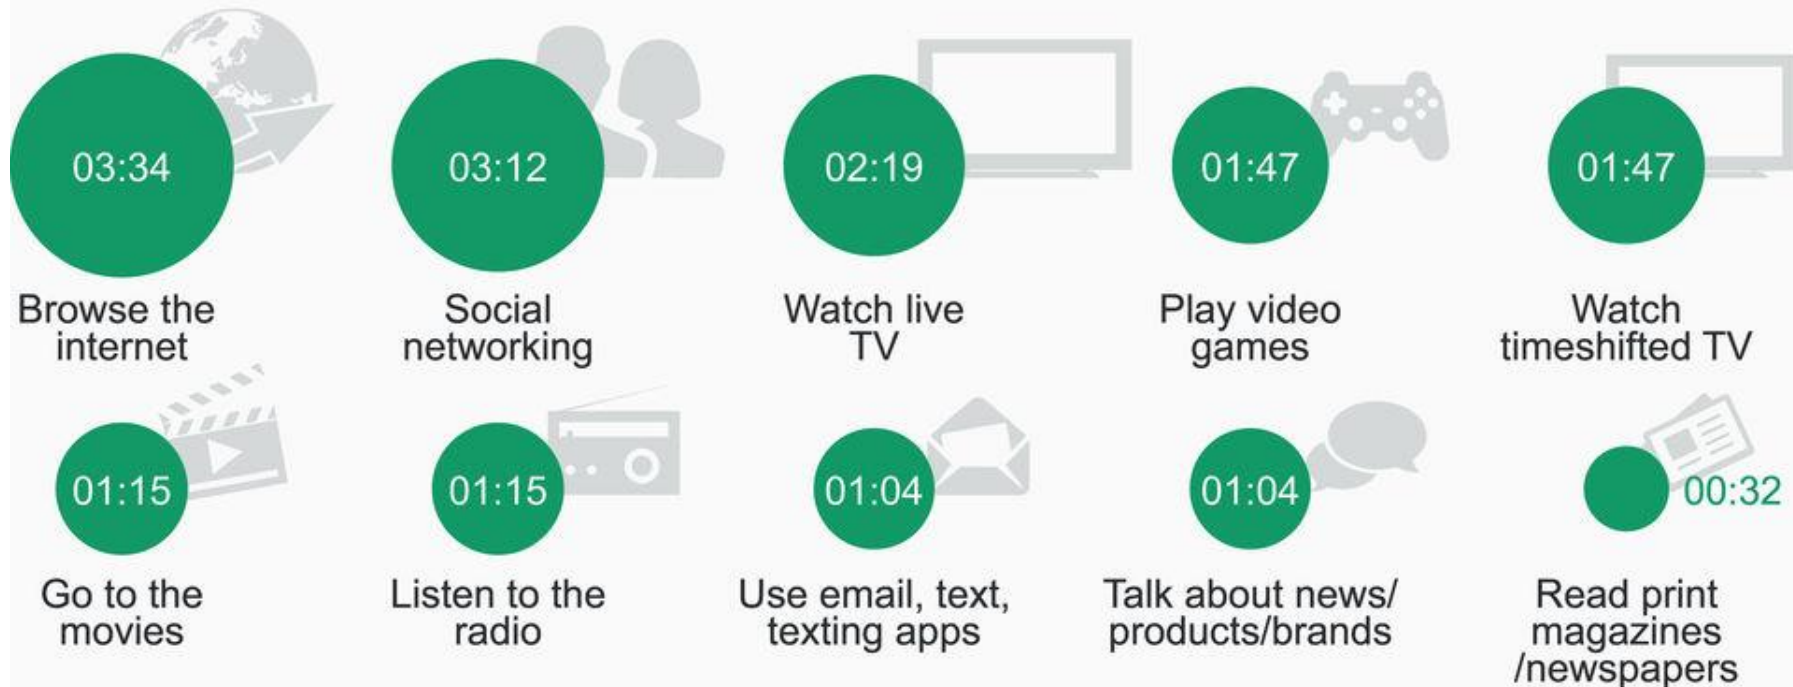 03:34
03:12
02:19
01:47
01:47
Browse the
internet
Social
networking
Watch live
TV
Play video
games
Watch
timeshifted TV
01:15
01:15
01:04
01:04
00:32
Go to the
movies
Listen to the
radio
Use email, text,
texting apps
Talk about news/
products/brands
Read print
magazines
/newspapers